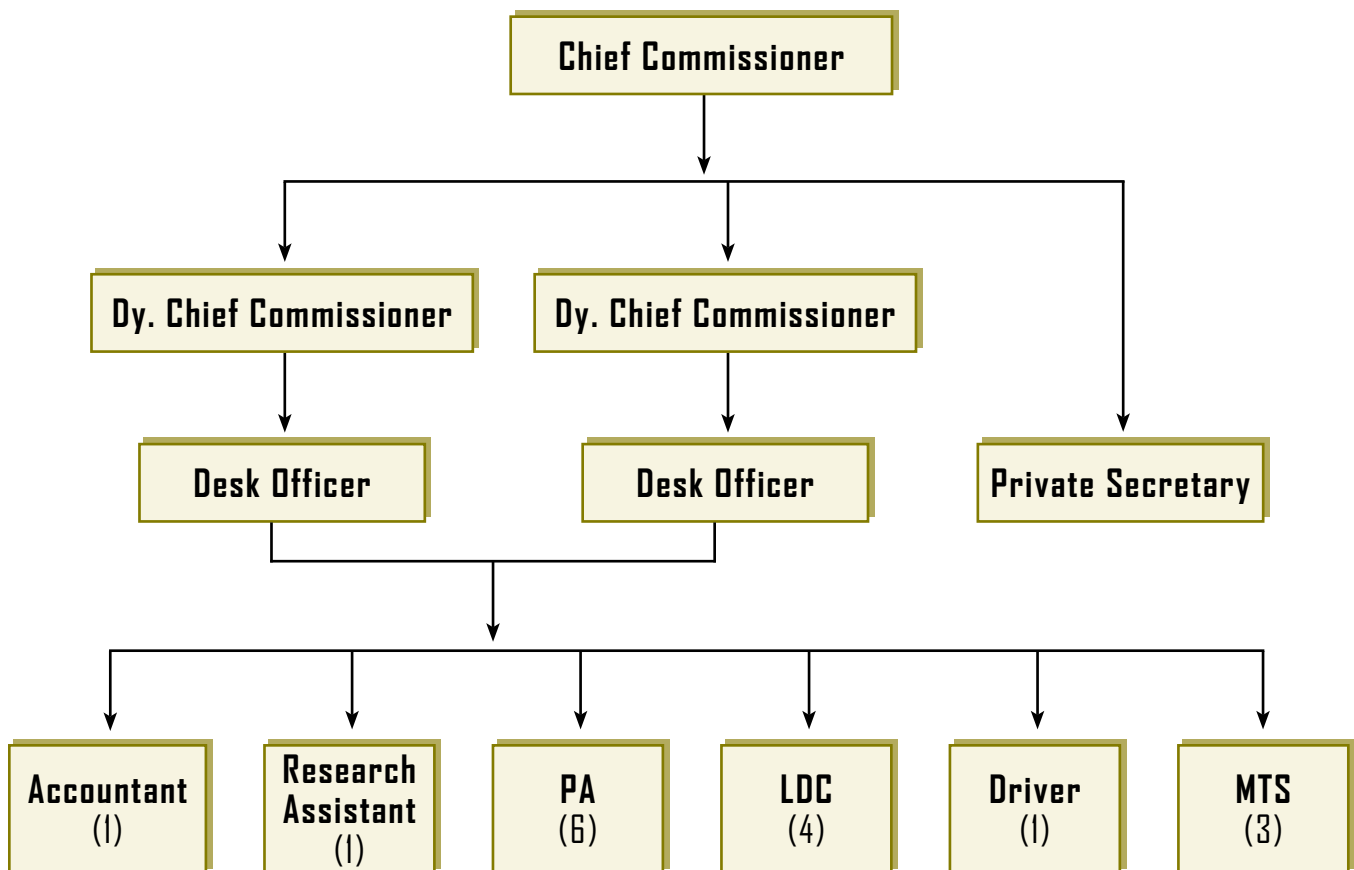 Chief Commissioner
Dy. Chief Commissioner
Dy. Chief Commissioner
Desk Officer
Desk Officer
Private Secretary
Accountant
(1)
Research
Assistant
(1)
PA
(6)
LDC
(4)
Driver
(1)
MTS
(3)